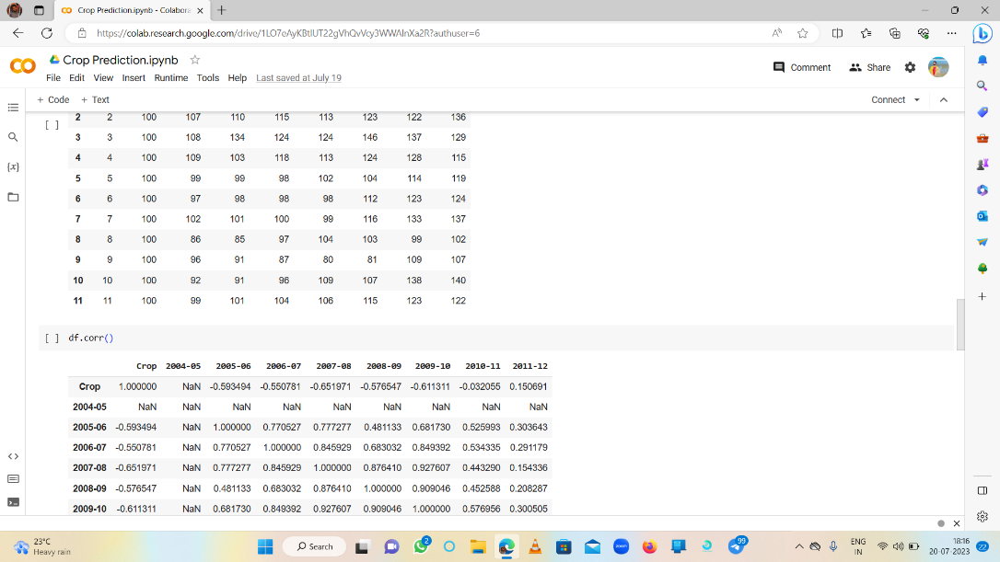 Crop Prediction.ipynb - Colabora
https://colab.research.google.com/drive/1LO7eAyKBtlUT22gVhQvVcy3WWAlnXa2R?authuser=6
CO Crop Prediction.ipynb
File Edit View Insert Runtime Tools Help Last saved at July 19
Comment Share
+ Code + Text Connect
[ ] 2 2 100 107 110 115 113 123 122 136
3 3 100 108 134 124 124 146 137 129
4 4 100 109 103 118 113 124 128 115
5 5 100 99 99 98 102 104 114 119
6 6 100 97 98 98 98 112 123 124
7 7 100 102 101 100 99 116 133 137
8 8 100 86 85 97 104 103 99 102
9 9 100 96 91 87 80 81 109 107
10 10 100 92 91 96 109 107 138 140
11 11 100 99 101 104 106 115 123 122
[ ] df.corr()
Crop 2004-05 2005-06 2006-07 2007-08 2008-09 2009-10 2010-11 2011-12
Crop 1.000000 NaN -0.593494 -0.550781 -0.651971 -0.576547 -0.611311 -0.032055 0.150691
2004-05 NaN NaN NaN NaN NaN NaN NaN NaN NaN
2005-06 -0.593494 NaN 1.000000 0.770527 0.777277 0.481133 0.681730 0.525993 0.303643
2006-07 -0.550781 NaN 0.770527 1.000000 0.845929 0.683032 0.849392 0.534335 0.291179
2007-08 -0.651971 NaN 0.777277 0.845929 1.000000 0.876410 0.927607 0.443290 0.154336
2008-09 -0.576547 NaN 0.481133 0.683032 0.876410 1.000000 0.909046 0.452588 0.208287
2009-10 -0.611311 NaN 0.681730 0.849392 0.927607 0.909046 1.000000 0.576956 0.300505
23°C
Heavy rain
Search
2
zoom
99
ENG
IN
18:16
20-07-2023
22